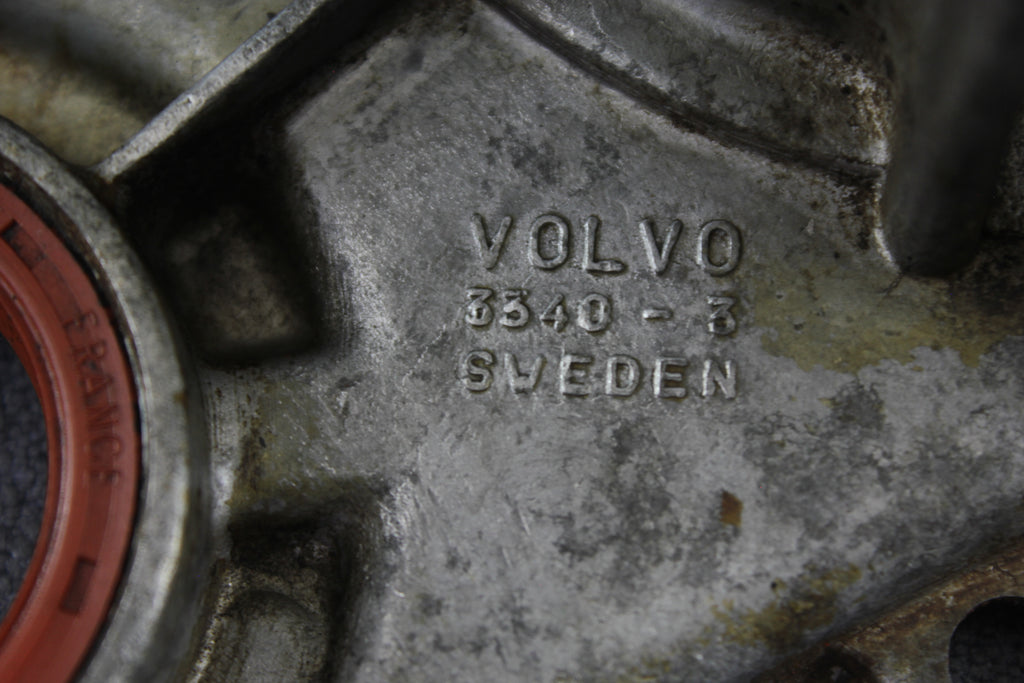 VOLVO
3340 - 3
SWEDEN
FRANCE